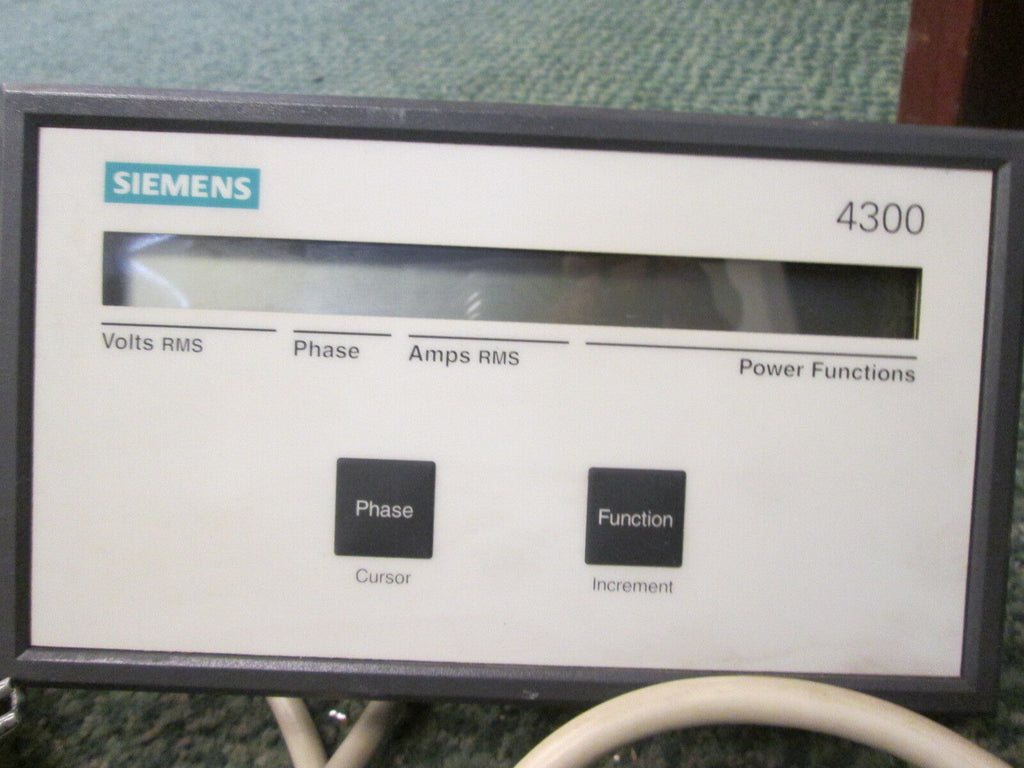 SIEMENS
4300
Volts RMS
Phase
Amps RMS
Power Functions
Phase
Function
Cursor
Increment